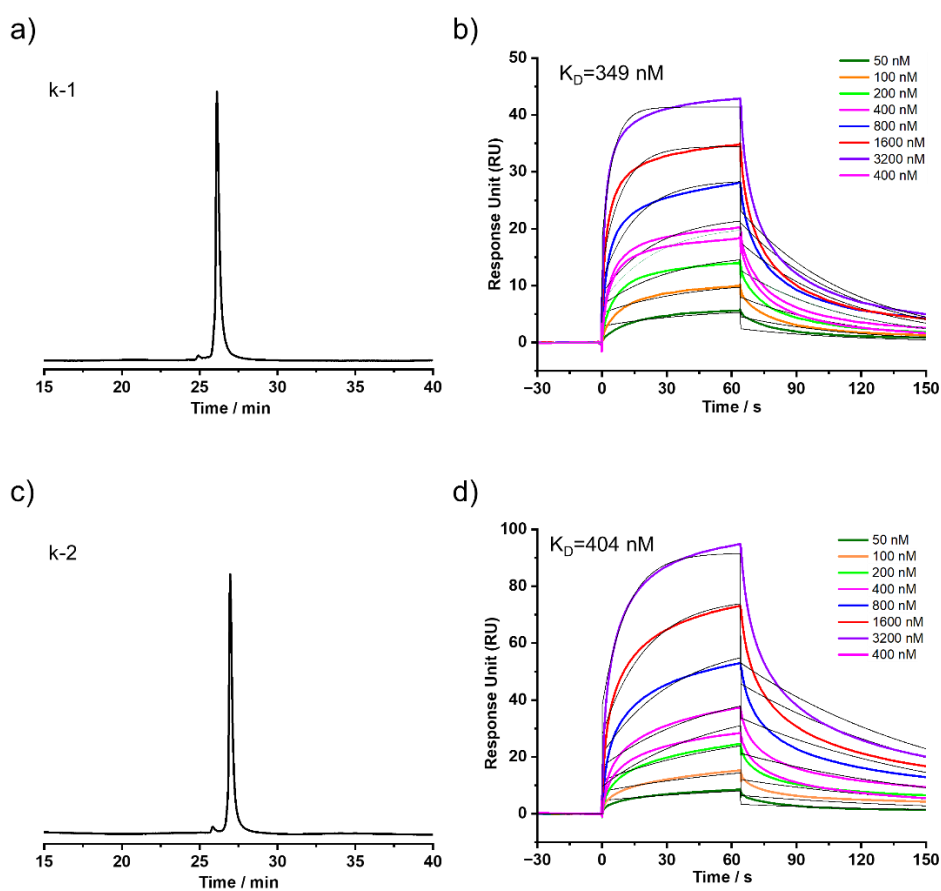 a)
k-1
15 20 25 30 35 40
Time / min
b)
K_D=349 nM
50 nM
100 nM
200 nM
400 nM
800 nM
1600 nM
3200 nM
400 nM
Response Unit (RU)
50
40
30
20
10
0
−30 0 30 60 90 120 150
Time / s
c)
k-2
15 20 25 30 35 40
Time / min
d)
K_D=404 nM
50 nM
100 nM
200 nM
400 nM
800 nM
1600 nM
3200 nM
400 nM
Response Unit (RU)
100
80
60
40
20
0
−30 0 30 60 90 120 150
Time / s